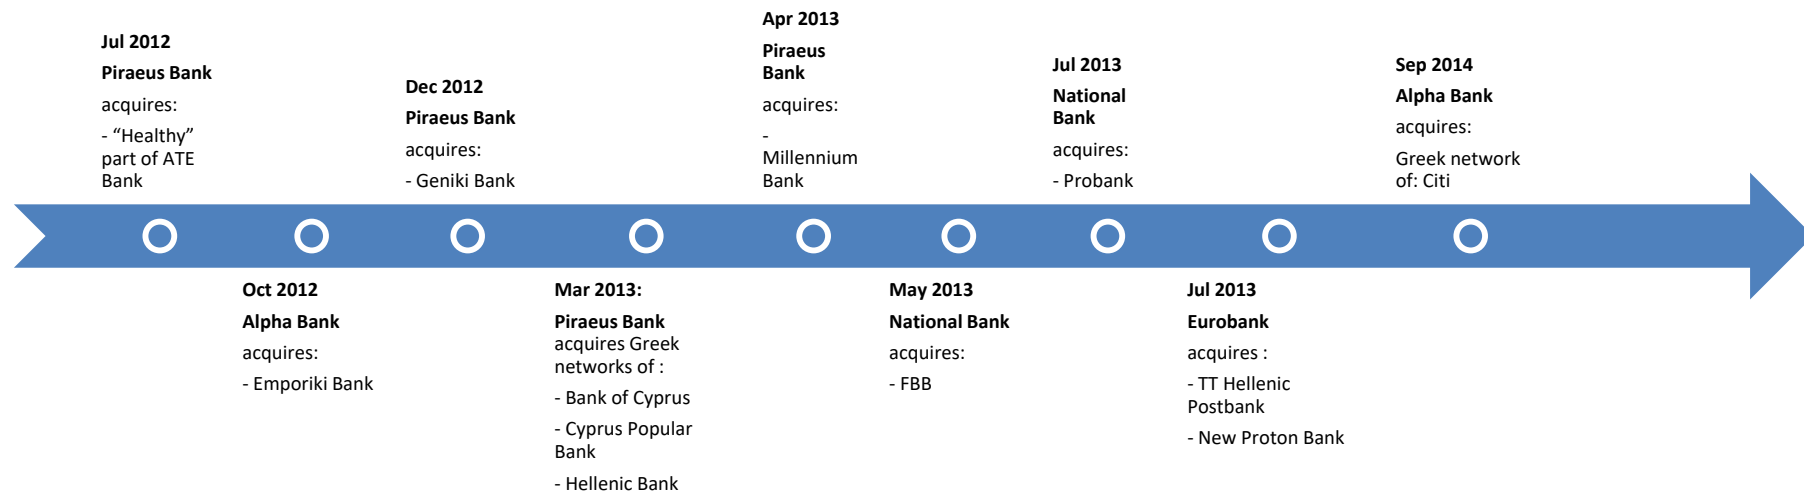 Jul 2012
Piraeus Bank
acquires:
- “Healthy”
part of ATE
Bank
Oct 2012
Alpha Bank
acquires:
- Emporiki Bank
Dec 2012
Piraeus Bank
acquires:
- Geniki Bank
Mar 2013:
Piraeus Bank
acquires Greek
networks of :
- Bank of Cyprus
- Cyprus Popular
Bank
- Hellenic Bank
Apr 2013
Piraeus
Bank
acquires:
-
Millennium
Bank
May 2013
National Bank
acquires:
- FBB
Jul 2013
National
Bank
acquires:
- Probank
Jul 2013
Eurobank
acquires :
- TT Hellenic
Postbank
- New Proton Bank
Sep 2014
Alpha Bank
acquires:
Greek network
of: Citi